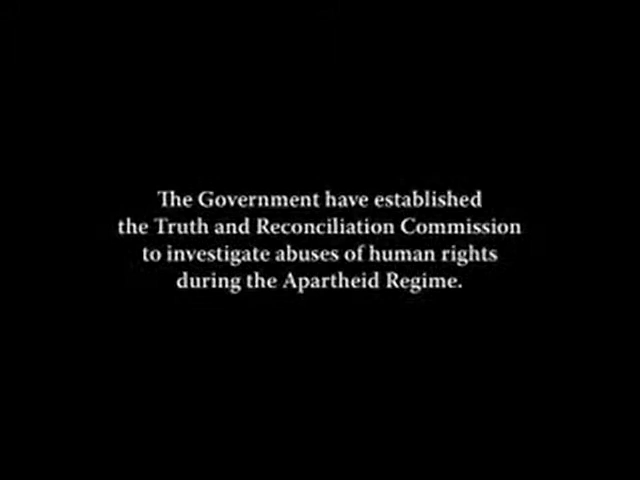 The Government have established
the Truth and Reconciliation Commission
to investigate abuses of human rights
during the Apartheid Regime.